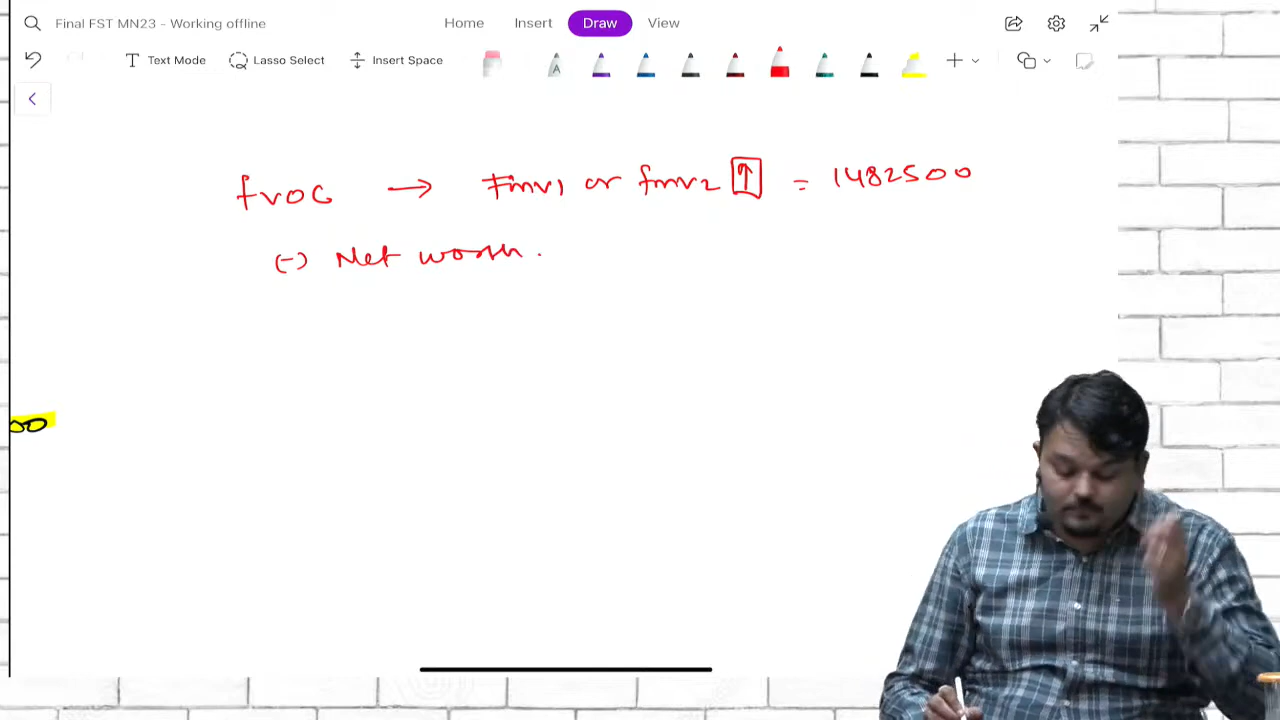 Final FST MN23 - Working offline
Home Insert Draw View
T Text Mode Lasso Select Insert Space
fvoc → Fmv1 or fmv2 ↑ = 1482500
(-) Net worth.
00